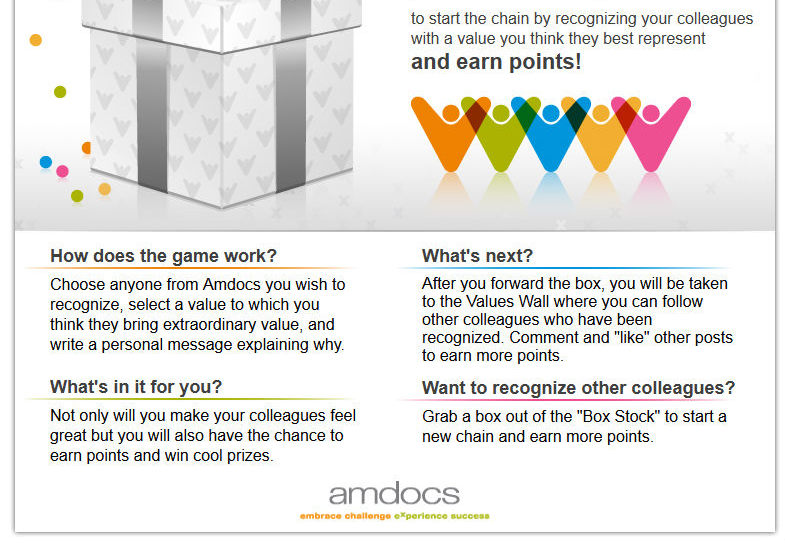 to start the chain by recognizing your colleagues
with a value you think they best represent
and earn points!
How does the game work?
Choose anyone from Amdocs you wish to
recognize, select a value to which you
think they bring extraordinary value, and
write a personal message explaining why.
What's in it for you?
Not only will you make your colleagues feel
great but you will also have the chance to
earn points and win cool prizes.
What's next?
After you forward the box, you will be taken
to the Values Wall where you can follow
other colleagues who have been
recognized. Comment and "like" other posts
to earn more points.
Want to recognize other colleagues?
Grab a box out of the "Box Stock" to start a
new chain and earn more points.
amdocs
embrace challenge experience success